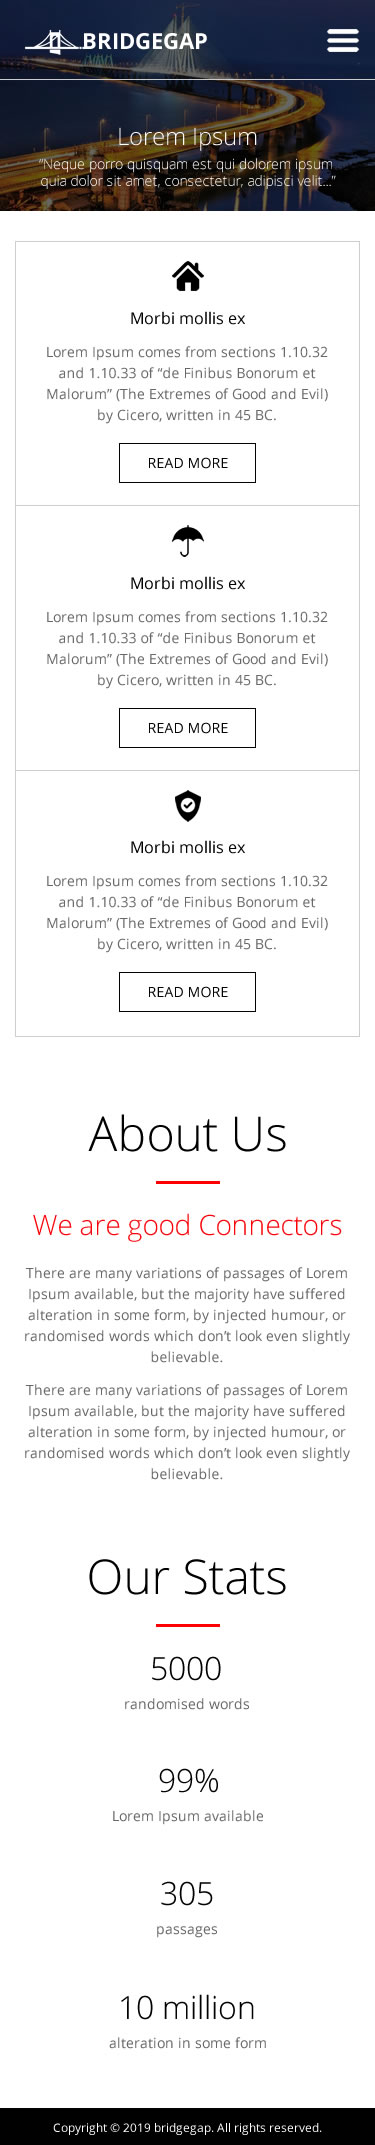 BRIDGEGAP
Lorem Ipsum
“Neque porro quisquam est qui dolorem ipsum
quia dolor sit amet, consectetur, adipisci velit...”
Morbi mollis ex
Lorem Ipsum comes from sections 1.10.32
and 1.10.33 of “de Finibus Bonorum et
Malorum” (The Extremes of Good and Evil)
by Cicero, written in 45 BC.
READ MORE
Morbi mollis ex
Lorem Ipsum comes from sections 1.10.32
and 1.10.33 of “de Finibus Bonorum et
Malorum” (The Extremes of Good and Evil)
by Cicero, written in 45 BC.
READ MORE
Morbi mollis ex
Lorem Ipsum comes from sections 1.10.32
and 1.10.33 of “de Finibus Bonorum et
Malorum” (The Extremes of Good and Evil)
by Cicero, written in 45 BC.
READ MORE
About Us
We are good Connectors
There are many variations of passages of Lorem
Ipsum available, but the majority have suffered
alteration in some form, by injected humour, or
randomised words which don’t look even slightly
believable.
There are many variations of passages of Lorem
Ipsum available, but the majority have suffered
alteration in some form, by injected humour, or
randomised words which don’t look even slightly
believable.
Our Stats
5000
randomised words
99%
Lorem Ipsum available
305
passages
10 million
alteration in some form
Copyright © 2019 bridgegap. All rights reserved.